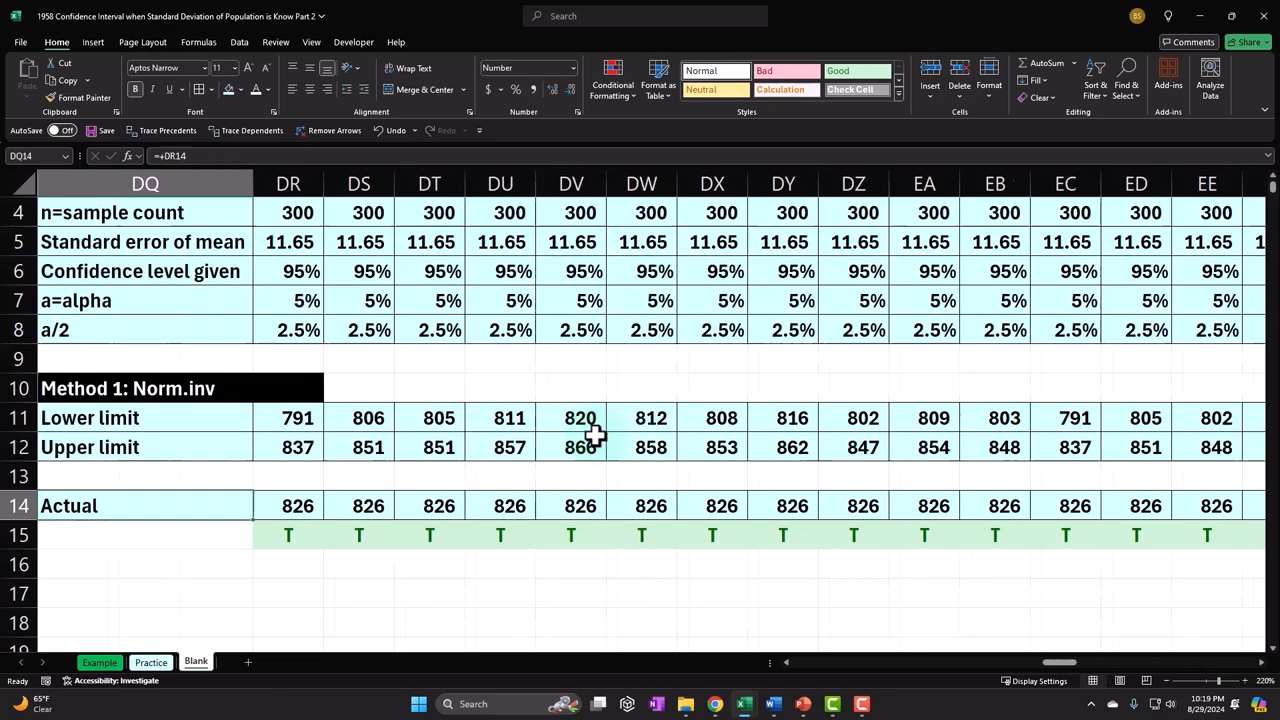 1958 Confidence Interval when Standard Deviation of Population is Know Part 2
Search
BS
File Home Insert Page Layout Formulas Data Review View Developer Help
Comments Share
Paste
Cut
Copy
Format Painter
Clipboard
Aptos Narrow 11
Font
Wrap Text
Merge & Center
Alignment
Number
Number
Conditional Formatting
Format as Table
Normal Bad Good
Neutral Calculation Check Cell
Styles
Insert Delete Format
Cells
AutoSum
Fill
Clear
Sort & Filter
Find & Select
Editing
Add-ins
Add-ins
Analyze Data
AutoSave Off Save Trace Precedents Trace Dependents Remove Arrows Undo Redo
DQ14 fx =+DR14
DQ DR DS DT DU DV DW DX DY DZ EA EB EC ED EE
4 n=sample count 300 300 300 300 300 300 300 300 300 300 300 300 300 300
5 Standard error of mean 11.65 11.65 11.65 11.65 11.65 11.65 11.65 11.65 11.65 11.65 11.65 11.65 11.65 11.65 1
6 Confidence level given 95% 95% 95% 95% 95% 95% 95% 95% 95% 95% 95% 95% 95% 95%
7 a=alpha 5% 5% 5% 5% 5% 5% 5% 5% 5% 5% 5% 5% 5% 5%
8 a/2 2.5% 2.5% 2.5% 2.5% 2.5% 2.5% 2.5% 2.5% 2.5% 2.5% 2.5% 2.5% 2.5% 2.5%
9
10 Method 1: Norm.inv
11 Lower limit 791 806 805 811 820 812 808 816 802 809 803 791 805 802
12 Upper limit 837 851 851 857 866 858 853 862 847 854 848 837 851 848
13
14 Actual 826 826 826 826 826 826 826 826 826 826 826 826 826 826
15 T T T T T T T T T T T T T T
16
17
18
Example Practice Blank
Ready Accessibility: Investigate Display Settings 220%
65°F
Clear
Search
10:19 PM
8/29/2024